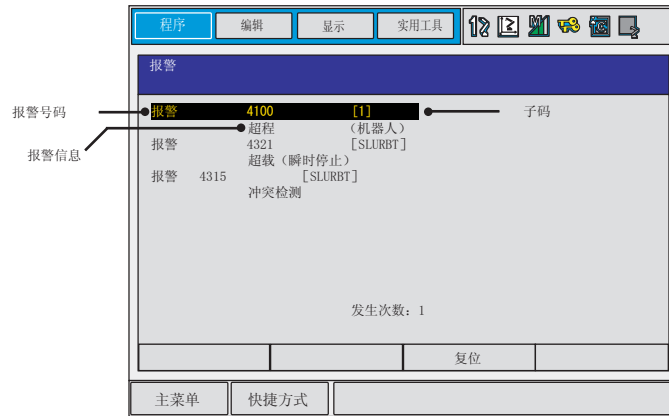 程序 编辑 显示 实用工具
报警
报警号码
报警 4100 [1]
子码
超程 (机器人)
报警信息
报警 4321 [SLURBT]
超载(瞬时停止)
报警 4315 [SLURBT]
冲突检测
发生次数: 1
复位
主菜单 快捷方式